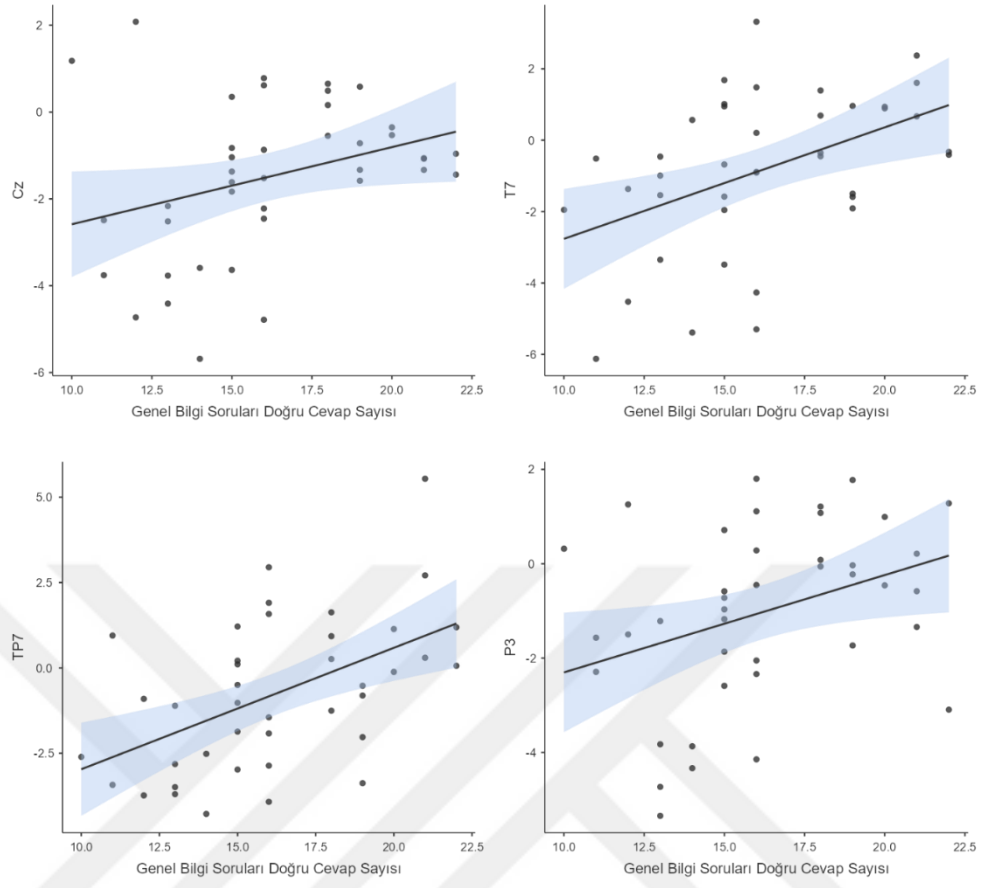 2
0
-2
-4
-6
Cz
10.0 12.5 15.0 17.5 20.0 22.5
Genel Bilgi Soruları Doğru Cevap Sayısı
2
0
-2
-4
-6
T7
10.0 12.5 15.0 17.5 20.0 22.5
Genel Bilgi Soruları Doğru Cevap Sayısı
5.0
2.5
0.0
-2.5
TP7
10.0 12.5 15.0 17.5 20.0 22.5
Genel Bilgi Soruları Doğru Cevap Sayısı
2
0
-2
-4
P3
10.0 12.5 15.0 17.5 20.0 22.5
Genel Bilgi Soruları Doğru Cevap Sayısı